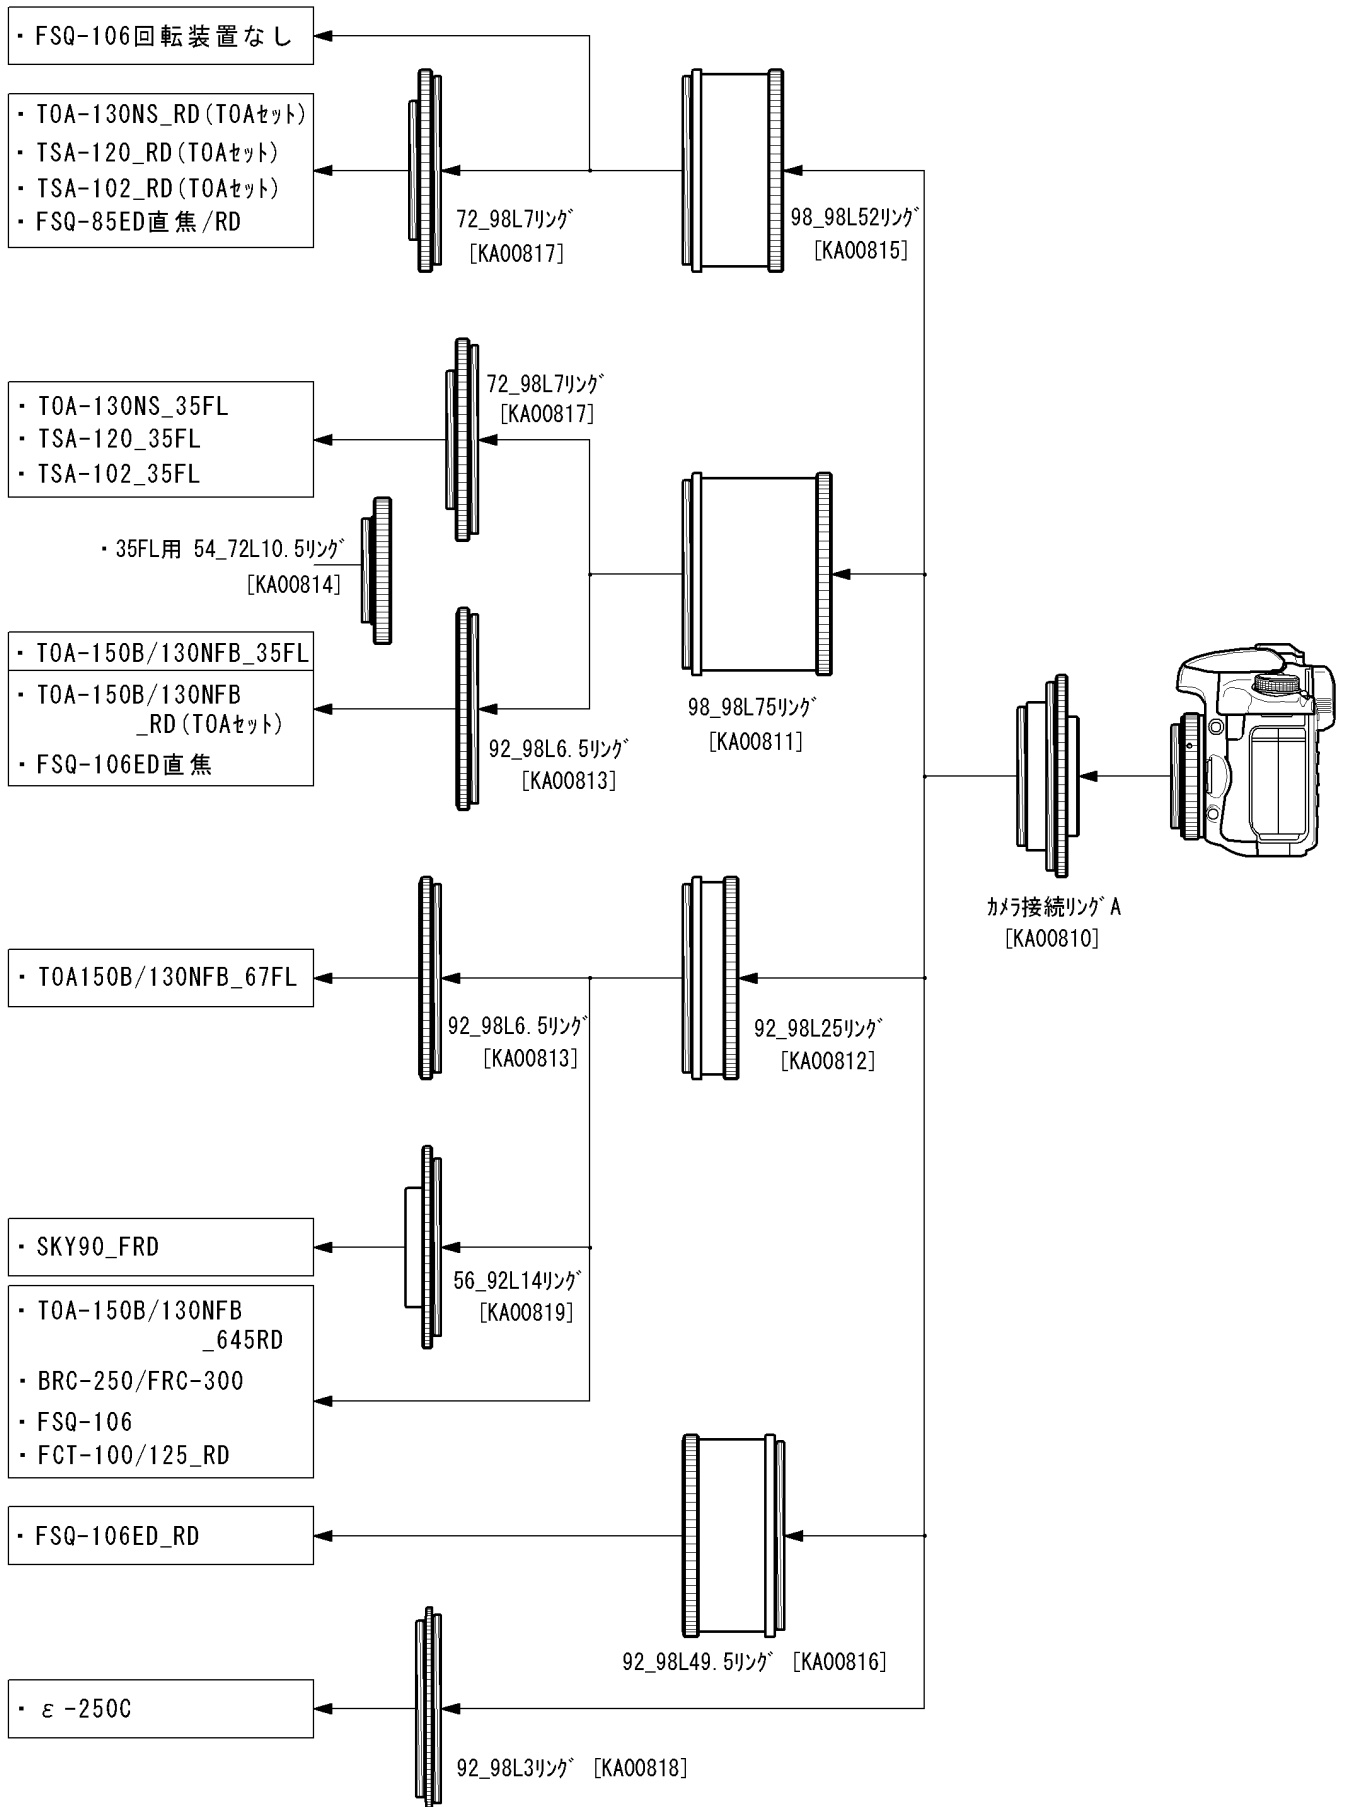 ・FSQ-106回転装置なし
・TOA-130NS_RD(TOAｾｯﾄ)
・TSA-120_RD(TOAｾｯﾄ)
・TSA-102_RD(TOAｾｯﾄ)
・FSQ-85ED直焦/RD
72_98L7ﾘﾝｸﾞ
[KA00817]
98_98L52ﾘﾝｸﾞ
[KA00815]
・TOA-130NS_35FL
・TSA-120_35FL
・TSA-102_35FL
72_98L7ﾘﾝｸﾞ
[KA00817]
・35FL用 54_72L10.5ﾘﾝｸﾞ
[KA00814]
・TOA-150B/130NFB_35FL
・TOA-150B/130NFB
_RD(TOAｾｯﾄ)
・FSQ-106ED直焦
92_98L6.5ﾘﾝｸﾞ
[KA00813]
98_98L75ﾘﾝｸﾞ
[KA00811]
ｶﾒﾗ接続ﾘﾝｸﾞA
[KA00810]
・TOA150B/130NFB_67FL
92_98L6.5ﾘﾝｸﾞ
[KA00813]
92_98L25ﾘﾝｸﾞ
[KA00812]
・SKY90_FRD
56_92L14ﾘﾝｸﾞ
[KA00819]
・TOA-150B/130NFB
_645RD
・BRC-250/FRC-300
・FSQ-106
・FCT-100/125_RD
・FSQ-106ED_RD
92_98L49.5ﾘﾝｸﾞ [KA00816]
・ε-250C
92_98L3ﾘﾝｸﾞ [KA00818]